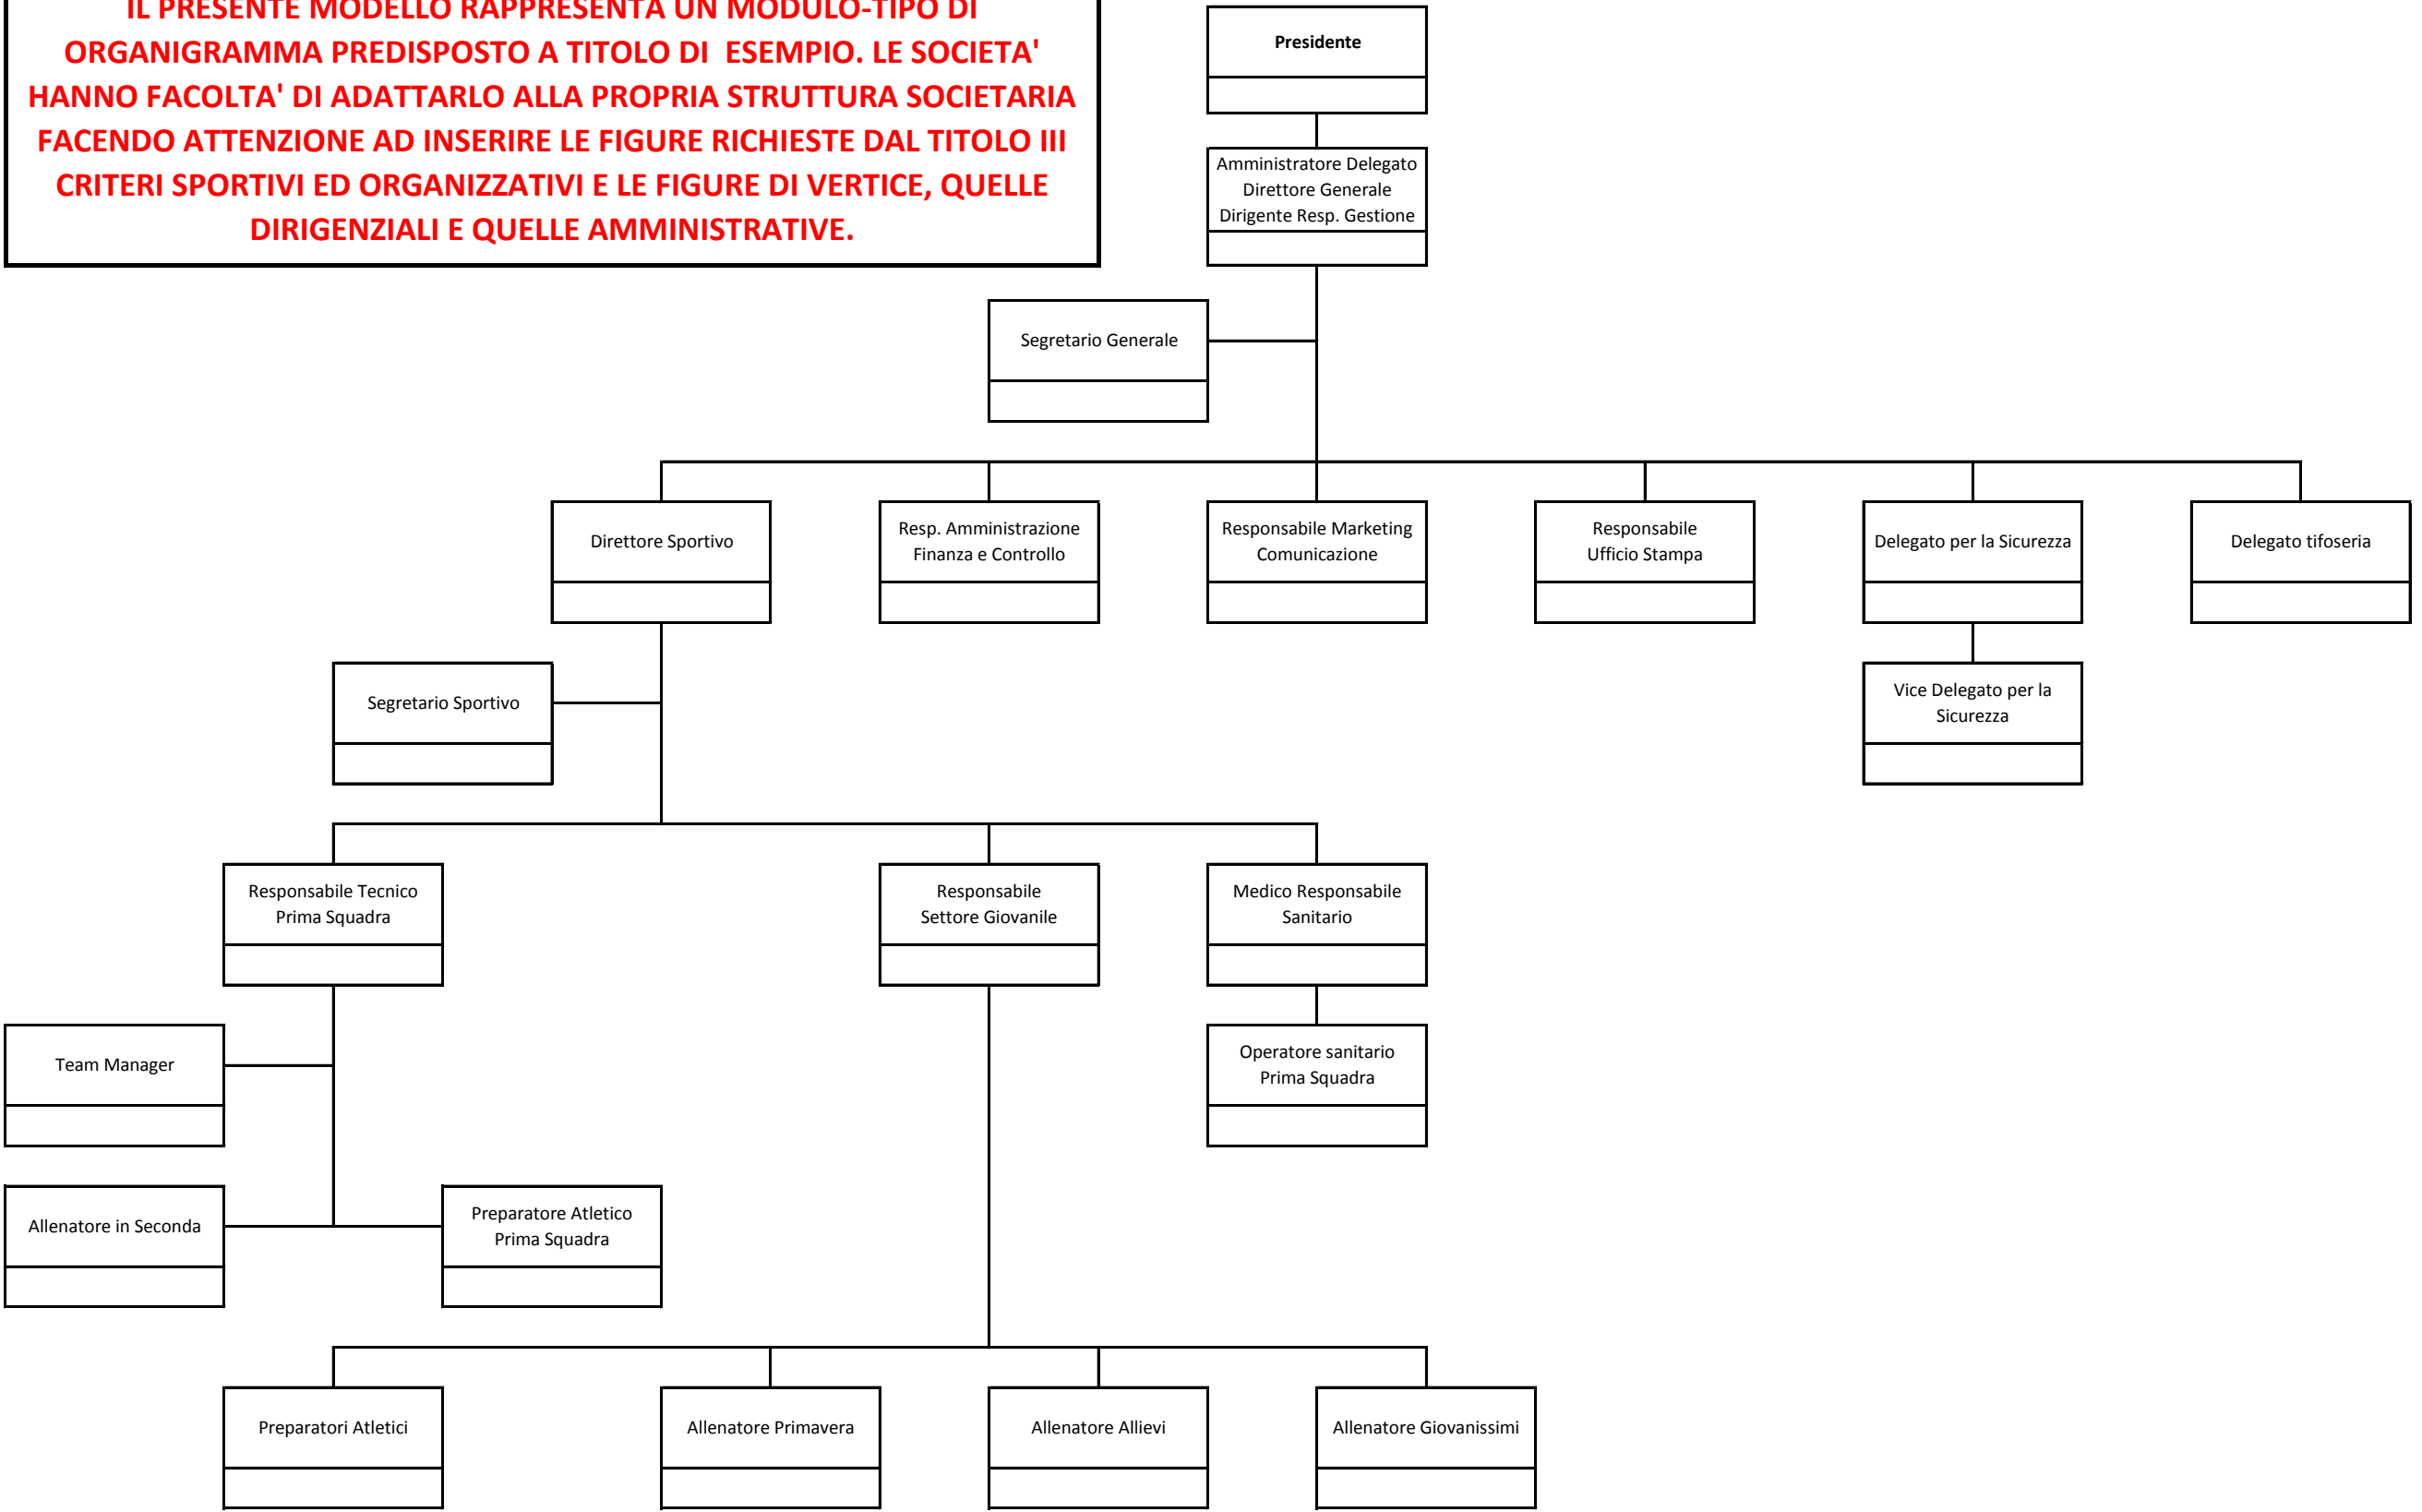 IL PRESENTE MODELLO RAPPRESENTA UN MODULO-TIPO DI
ORGANIGRAMMA PREDISPOSTO A TITOLO DI ESEMPIO. LE SOCIETA'
HANNO FACOLTA' DI ADATTARLO ALLA PROPRIA STRUTTURA SOCIETARIA
FACENDO ATTENZIONE AD INSERIRE LE FIGURE RICHIESTE DAL TITOLO III
CRITERI SPORTIVI ED ORGANIZZATIVI E LE FIGURE DI VERTICE, QUELLE
DIRIGENZIALI E QUELLE AMMINISTRATIVE.
Presidente
Amministratore Delegato
Direttore Generale
Dirigente Resp. Gestione
Segretario Generale
Direttore Sportivo
Resp. Amministrazione
Finanza e Controllo
Responsabile Marketing
Comunicazione
Responsabile
Ufficio Stampa
Delegato per la Sicurezza
Delegato tifoseria
Segretario Sportivo
Vice Delegato per la
Sicurezza
Responsabile Tecnico
Prima Squadra
Responsabile
Settore Giovanile
Medico Responsabile
Sanitario
Team Manager
Operatore sanitario
Prima Squadra
Allenatore in Seconda
Preparatore Atletico
Prima Squadra
Preparatori Atletici
Allenatore Primavera
Allenatore Allievi
Allenatore Giovanissimi